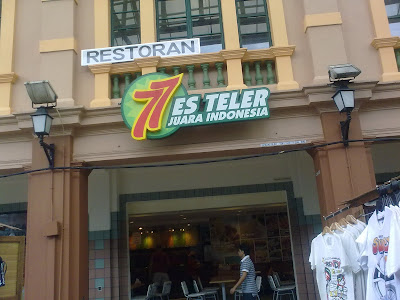 RESTORAN
77 ES TELER
JUARA INDONESIA